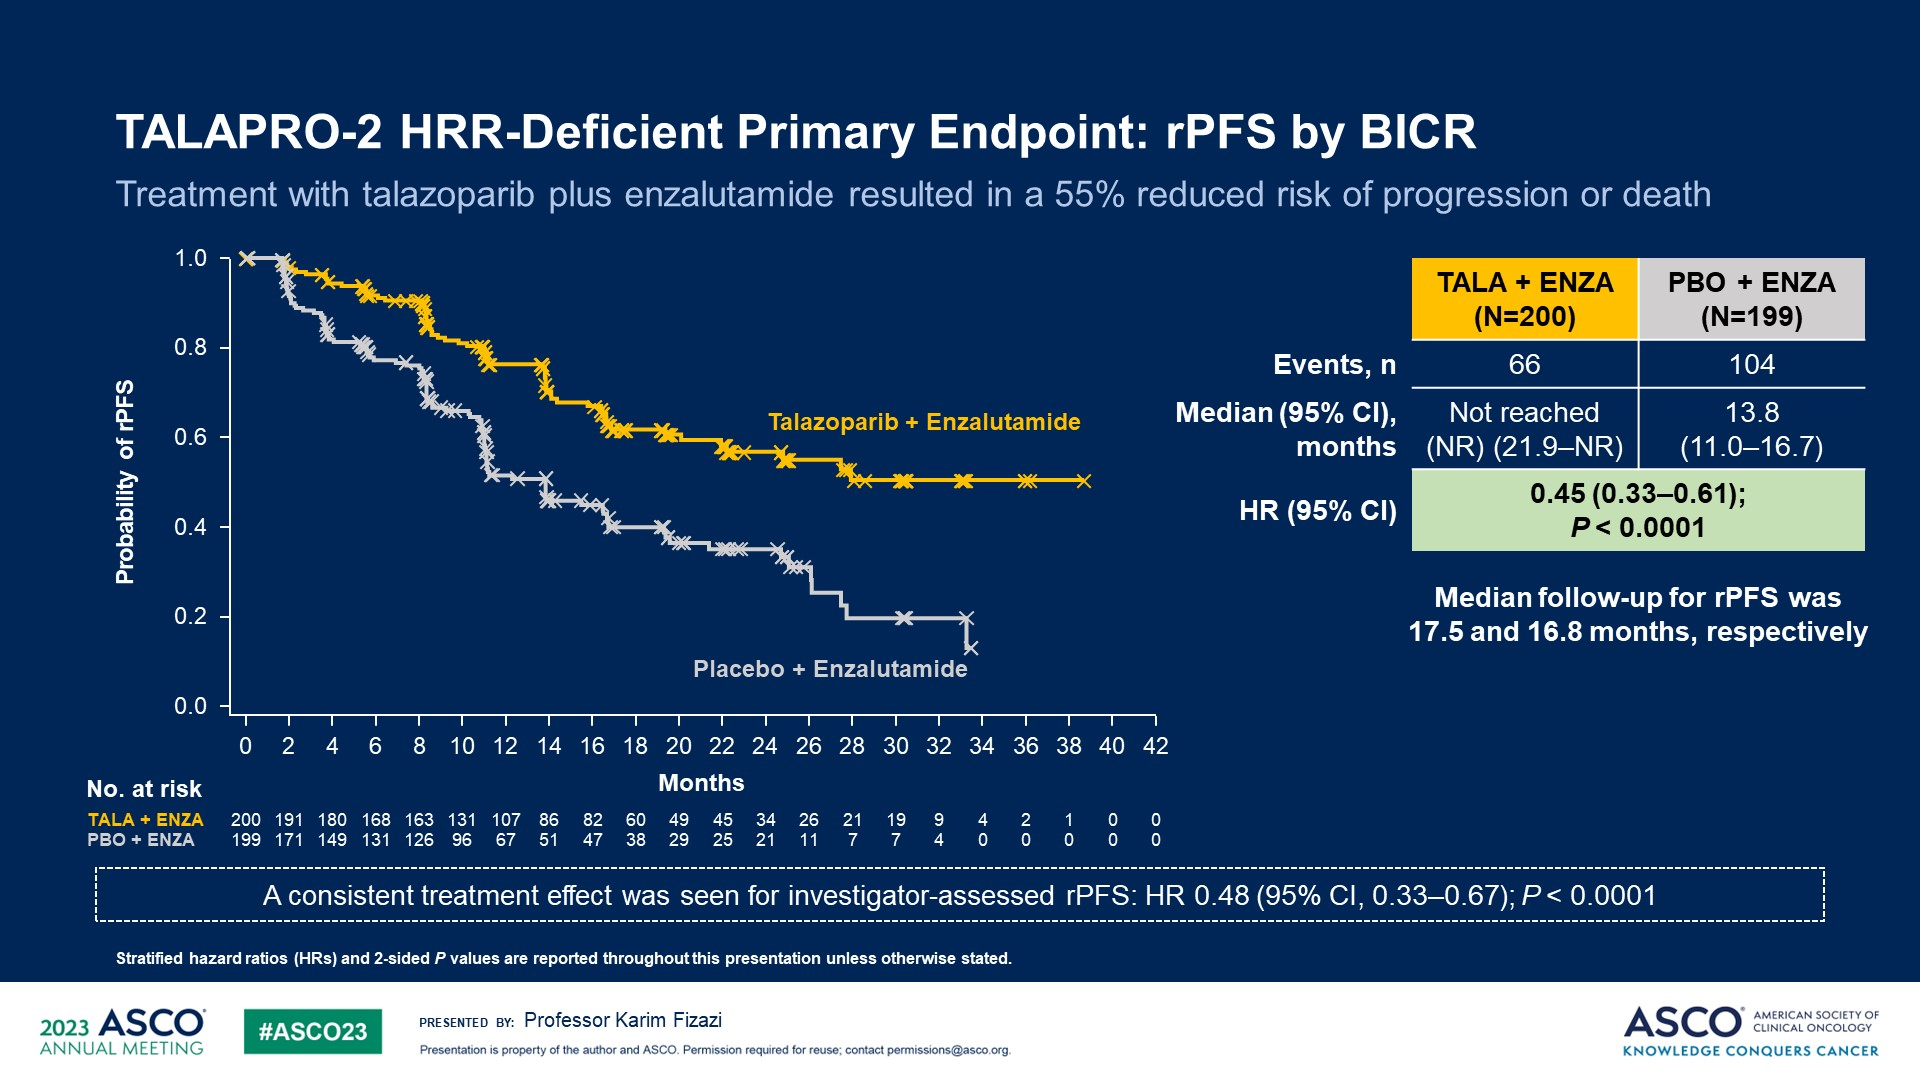 TALAPRO-2 HRR-Deficient Primary Endpoint: rPFS by BICR
Treatment with talazoparib plus enzalutamide resulted in a 55% reduced risk of progression or death
Probability of rPFS
1.0
0.8
0.6
0.4
0.2
0.0
Talazoparib + Enzalutamide
Placebo + Enzalutamide
0 2 4 6 8 10 12 14 16 18 20 22 24 26 28 30 32 34 36 38 40 42
Months
No. at risk
TALA + ENZA 200 191 180 168 163 131 107 86 82 60 49 45 34 26 21 19 9 4 2 1 0 0
PBO + ENZA 199 171 149 131 126 96 67 51 47 38 29 25 21 11 7 7 4 0 0 0 0 0
TALA + ENZA PBO + ENZA
(N=200) (N=199)
Events, n 66 104
Median (95% CI), Not reached 13.8
months (NR) (21.9–NR) (11.0–16.7)
HR (95% CI) 0.45 (0.33–0.61);
P < 0.0001
Median follow-up for rPFS was
17.5 and 16.8 months, respectively
A consistent treatment effect was seen for investigator-assessed rPFS: HR 0.48 (95% CI, 0.33–0.67); P < 0.0001
Stratified hazard ratios (HRs) and 2-sided P values are reported throughout this presentation unless otherwise stated.
2023 ASCO®
ANNUAL MEETING
#ASCO23
PRESENTED BY: Professor Karim Fizazi
Presentation is property of the author and ASCO. Permission required for reuse; contact permissions@asco.org.
ASCO® AMERICAN SOCIETY OF
CLINICAL ONCOLOGY
KNOWLEDGE CONQUERS CANCER